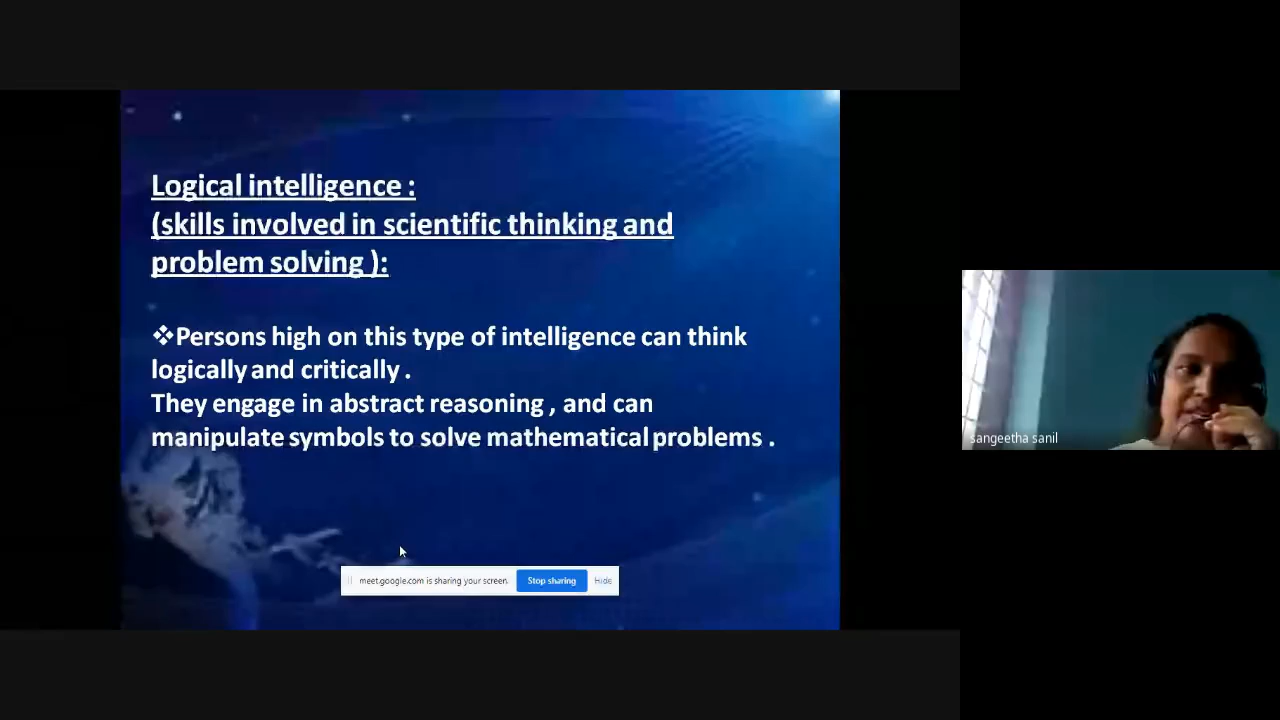 Logical intelligence :
(skills involved in scientific thinking and
problem solving ):
❖Persons high on this type of intelligence can think
logically and critically .
They engage in abstract reasoning , and can
manipulate symbols to solve mathematical problems .
sangeetha sanil
meet.google.com is sharing your screen. Stop sharing Hide